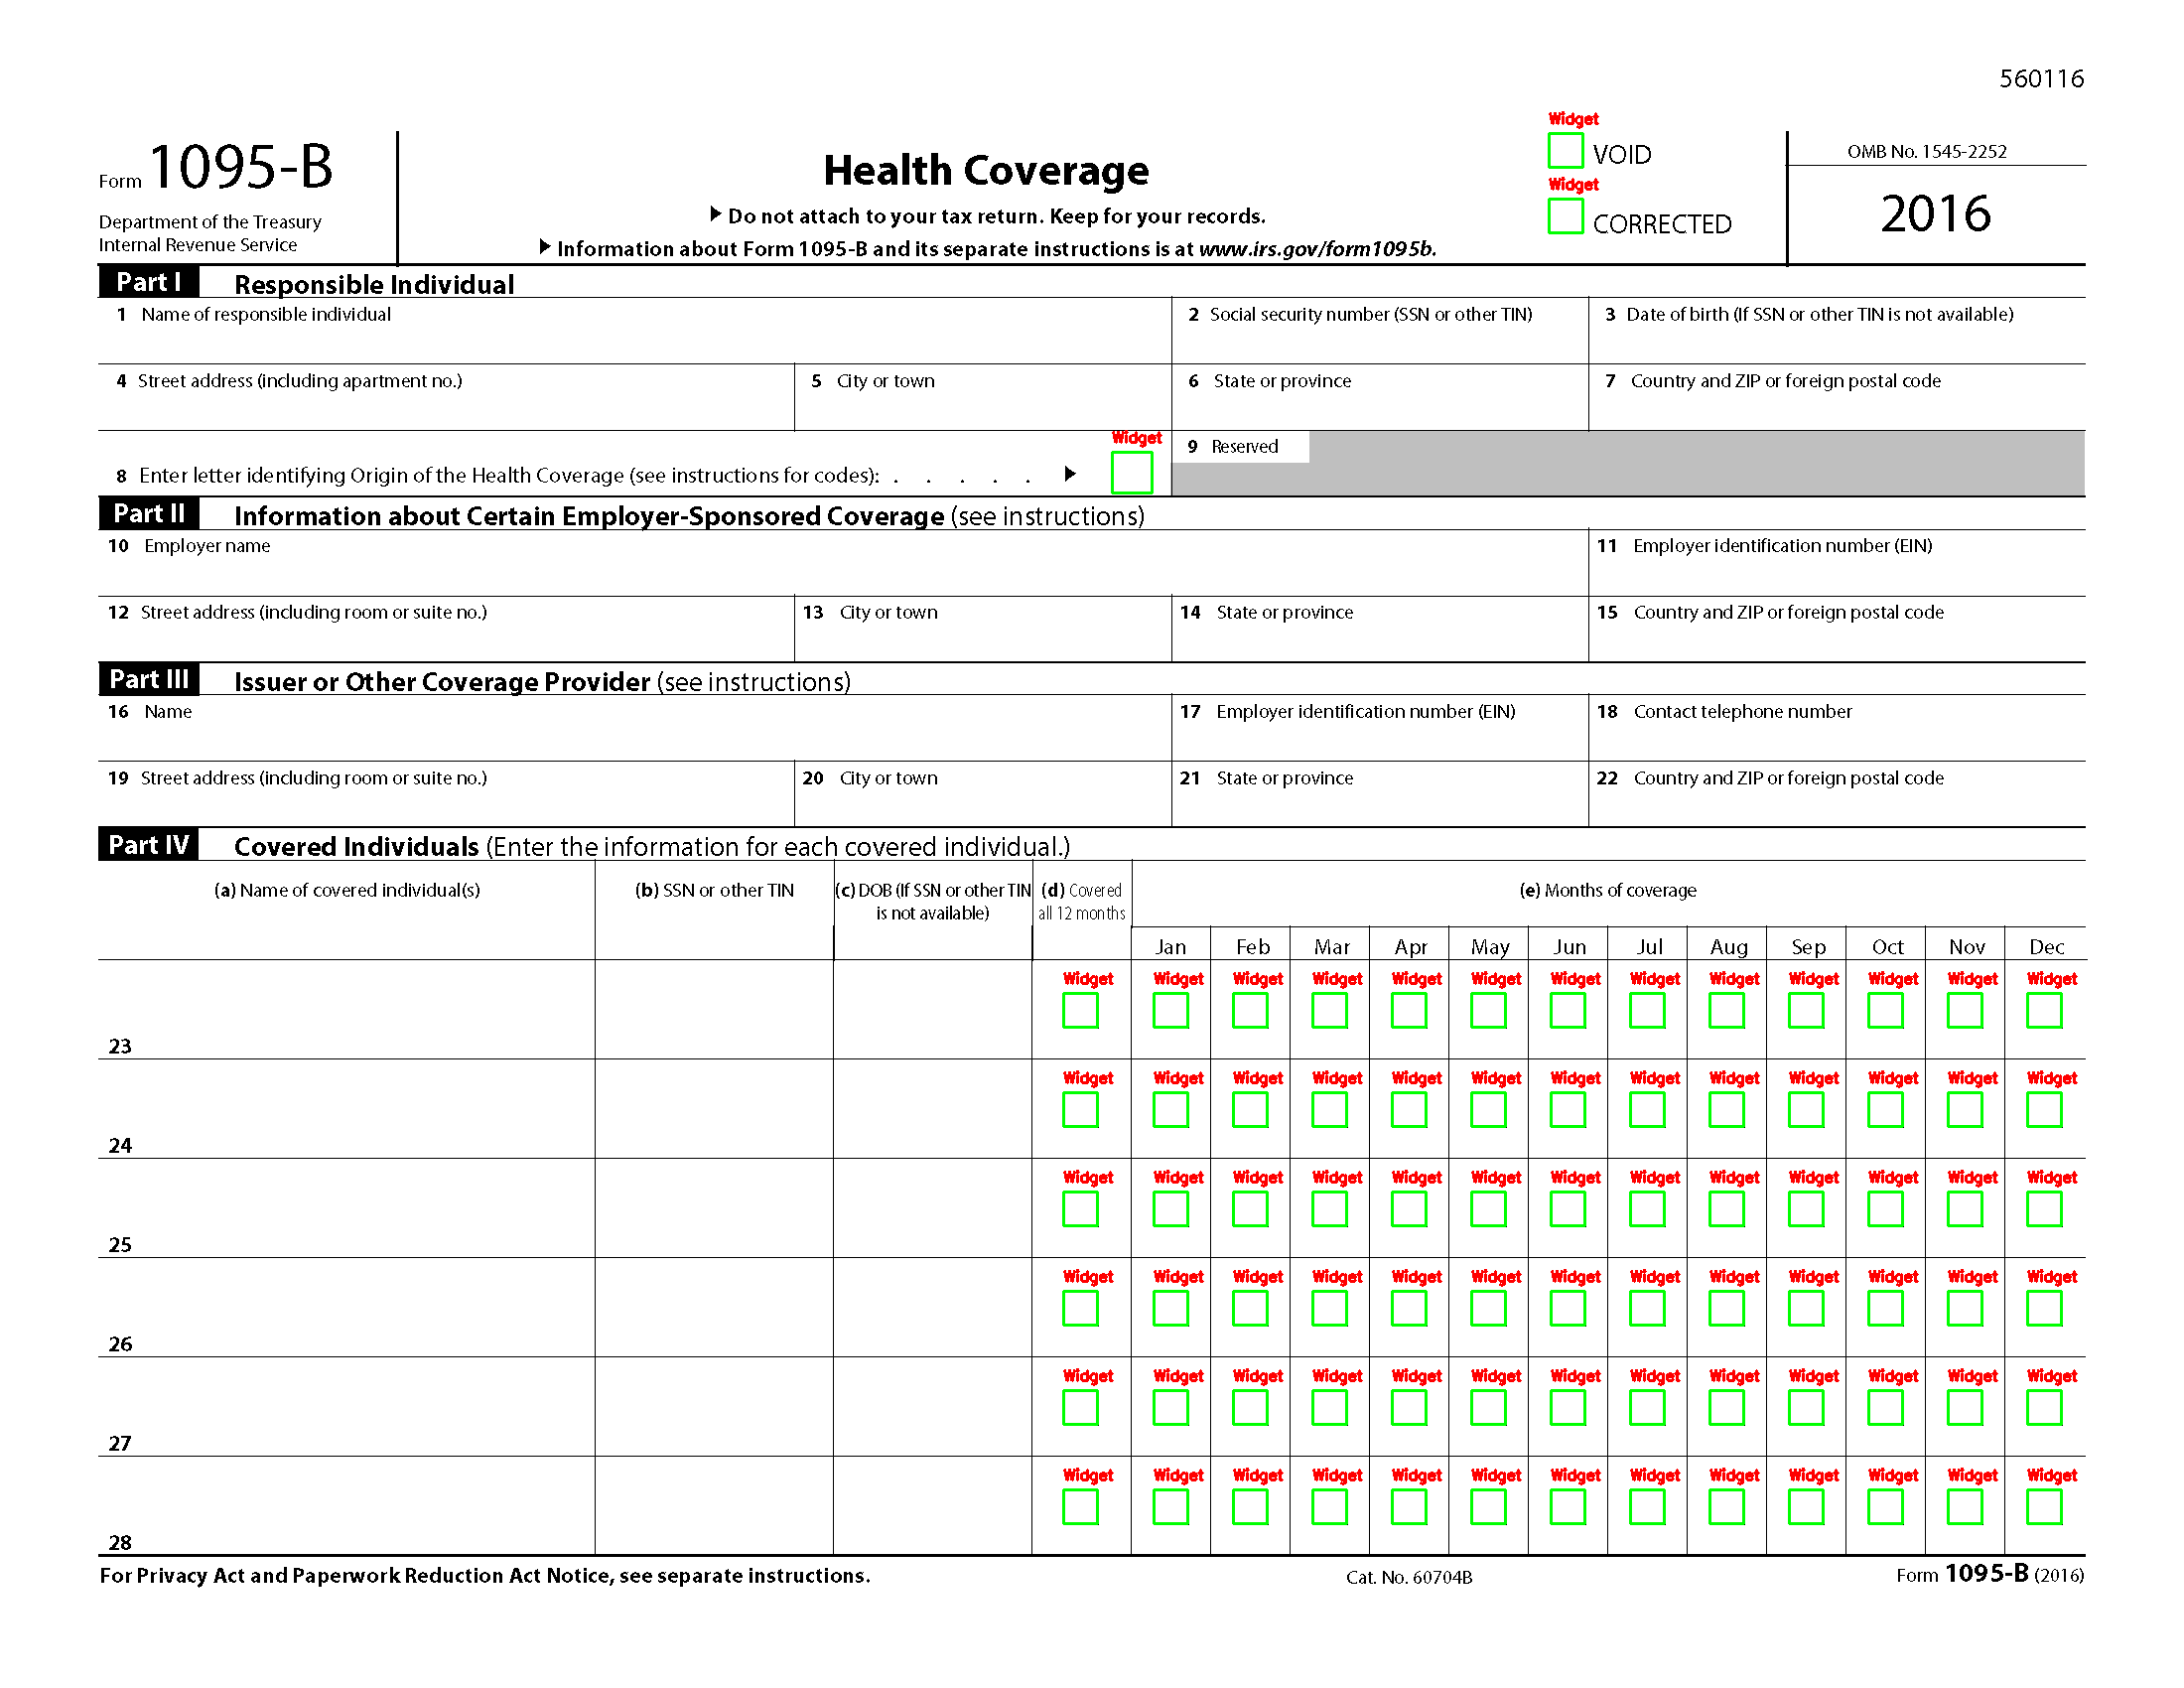 560116
Widget
VOID
Widget
CORRECTED
Form 1095-B
Department of the Treasury
Internal Revenue Service
Health Coverage
Do not attach to your tax return. Keep for your records.
Information about Form 1095-B and its separate instructions is at www.irs.gov/form1095b.
OMB No. 1545-2252
2016
Part I Responsible Individual
1 Name of responsible individual
2 Social security number (SSN or other TIN)
3 Date of birth (If SSN or other TIN is not available)
4 Street address (including apartment no.)
5 City or town
6 State or province
7 Country and ZIP or foreign postal code
Widget
8 Enter letter identifying Origin of the Health Coverage (see instructions for codes): . . . . .
9 Reserved
Part II Information about Certain Employer-Sponsored Coverage (see instructions)
10 Employer name
11 Employer identification number (EIN)
12 Street address (including room or suite no.)
13 City or town
14 State or province
15 Country and ZIP or foreign postal code
Part III Issuer or Other Coverage Provider (see instructions)
16 Name
17 Employer identification number (EIN)
18 Contact telephone number
19 Street address (including room or suite no.)
20 City or town
21 State or province
22 Country and ZIP or foreign postal code
Part IV Covered Individuals (Enter the information for each covered individual.)
(a) Name of covered individual(s)
(b) SSN or other TIN
(c) DOB (If SSN or other TIN
is not available)
(d) Covered
all 12 months
(e) Months of coverage
Jan Feb Mar Apr May Jun Jul Aug Sep Oct Nov Dec
Widget Widget Widget Widget Widget Widget Widget Widget Widget Widget Widget Widget Widget
23
Widget Widget Widget Widget Widget Widget Widget Widget Widget Widget Widget Widget Widget
24
Widget Widget Widget Widget Widget Widget Widget Widget Widget Widget Widget Widget Widget
25
Widget Widget Widget Widget Widget Widget Widget Widget Widget Widget Widget Widget Widget
26
Widget Widget Widget Widget Widget Widget Widget Widget Widget Widget Widget Widget Widget
27
Widget Widget Widget Widget Widget Widget Widget Widget Widget Widget Widget Widget Widget
28
For Privacy Act and Paperwork Reduction Act Notice, see separate instructions.
Cat. No. 60704B
Form 1095-B (2016)